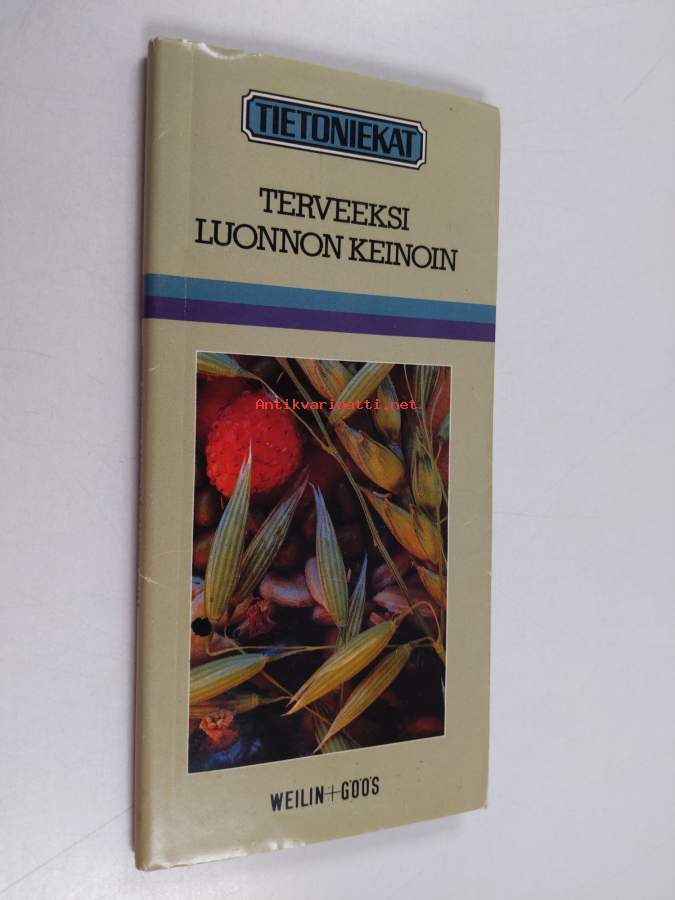 TIETONIEKAT
TERVEEKSI
LUONNON KEINOIN
Antikvariaatti.net
WEILIN+GÖÖS